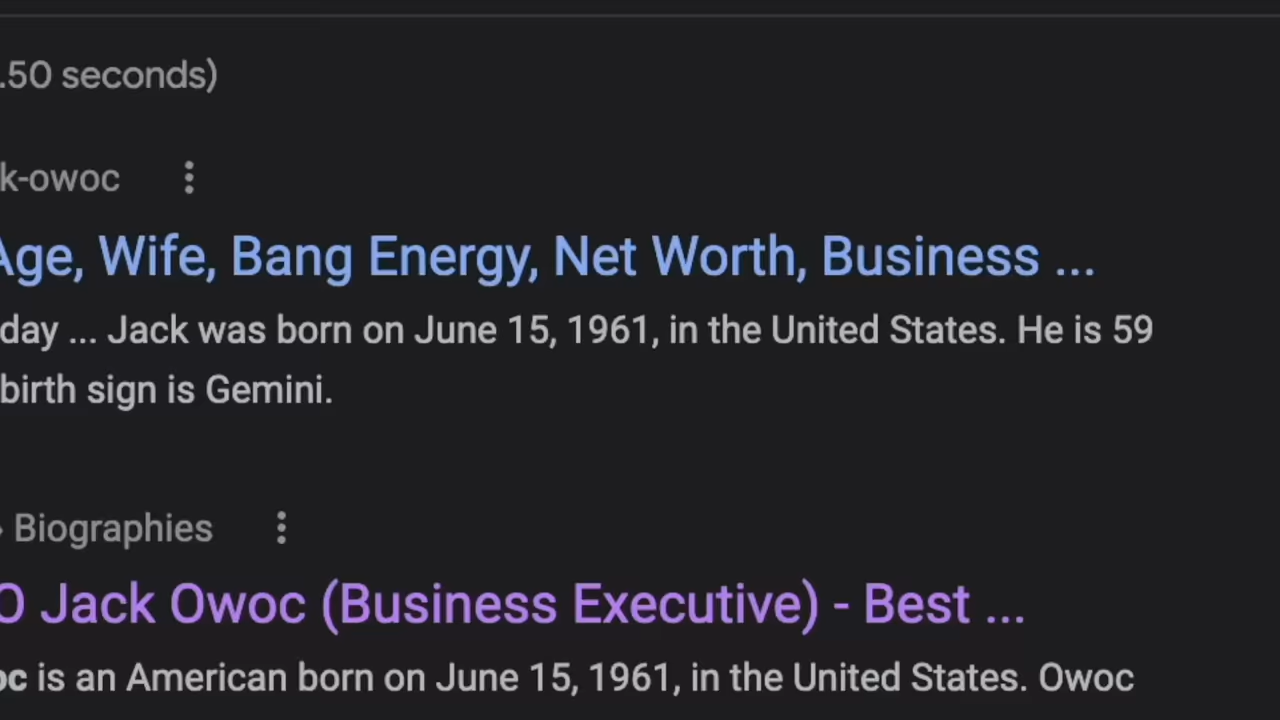 .50 seconds)
k-owoc
Age, Wife, Bang Energy, Net Worth, Business ...
day ... Jack was born on June 15, 1961, in the United States. He is 59
birth sign is Gemini.
› Biographies
O Jack Owoc (Business Executive) - Best ...
oc is an American born on June 15, 1961, in the United States. Owoc